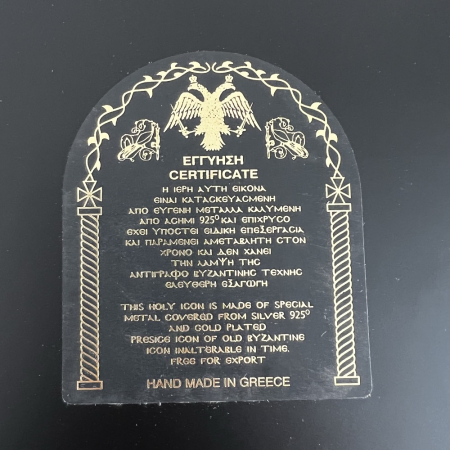 ΕΓΓΥΗΣΗ
CERTIFICATE
Η ΙΕΡΗ ΑΥΤΗ ΕΙΚΟΝΑ
ΕΙΝΑΙ ΚΑΤΑΣΚΕΥΑΣΜΕΝΗ
ΑΠΟ ΕΥΓΕΝΗ ΜΕΤΑΛΛΑ ΚΑΛΥΜΕΝΗ
ΑΠΟ ΑΣΗΜΙ 925° ΚΑΙ ΕΠΙΧΡΥΣΟ
ΕΧΕΙ ΥΠΟΣΤΕΙ ΕΙΔΙΚΗ ΕΠΕΞΕΡΓΑΣΙΑ
ΚΑΙ ΠΑΡΑΜΕΝΕΙ ΑΜΕΤΑΒΛΗΤΗ ΣΤΟΝ
ΧΡΟΝΟ ΚΑΙ ΔΕΝ ΧΑΝΕΙ
ΤΗΝ ΛΑΜΨΗ ΤΗΣ
ΑΝΤΙΓΡΑΦΟ ΒΥΖΑΝΤΙΝΗΣ ΤΕΧΝΗΣ
ΕΛΕΥΘΕΡΗ ΕΞΑΓΩΓΗ
THIS HOLY ICON IS MADE OF SPECIAL
METAL COVERED FROM SILVER 925°
AND GOLD PLATED
PRESICE ICON OF OLD BYZANTINE
ICON INALTERABLE IN TIME.
FREE FOR EXPORT
HAND MADE IN GREECE